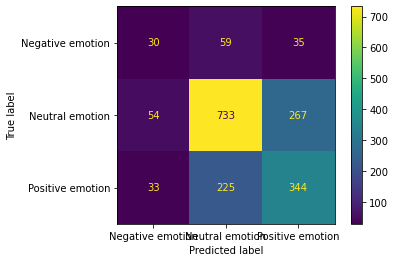 Negative emotion 30 59 35
Neutral emotion 54 733 267
Positive emotion 33 225 344
Negative emotion Neutral emotion Positive emotion
Predicted label
True label
700
600
500
400
300
200
100